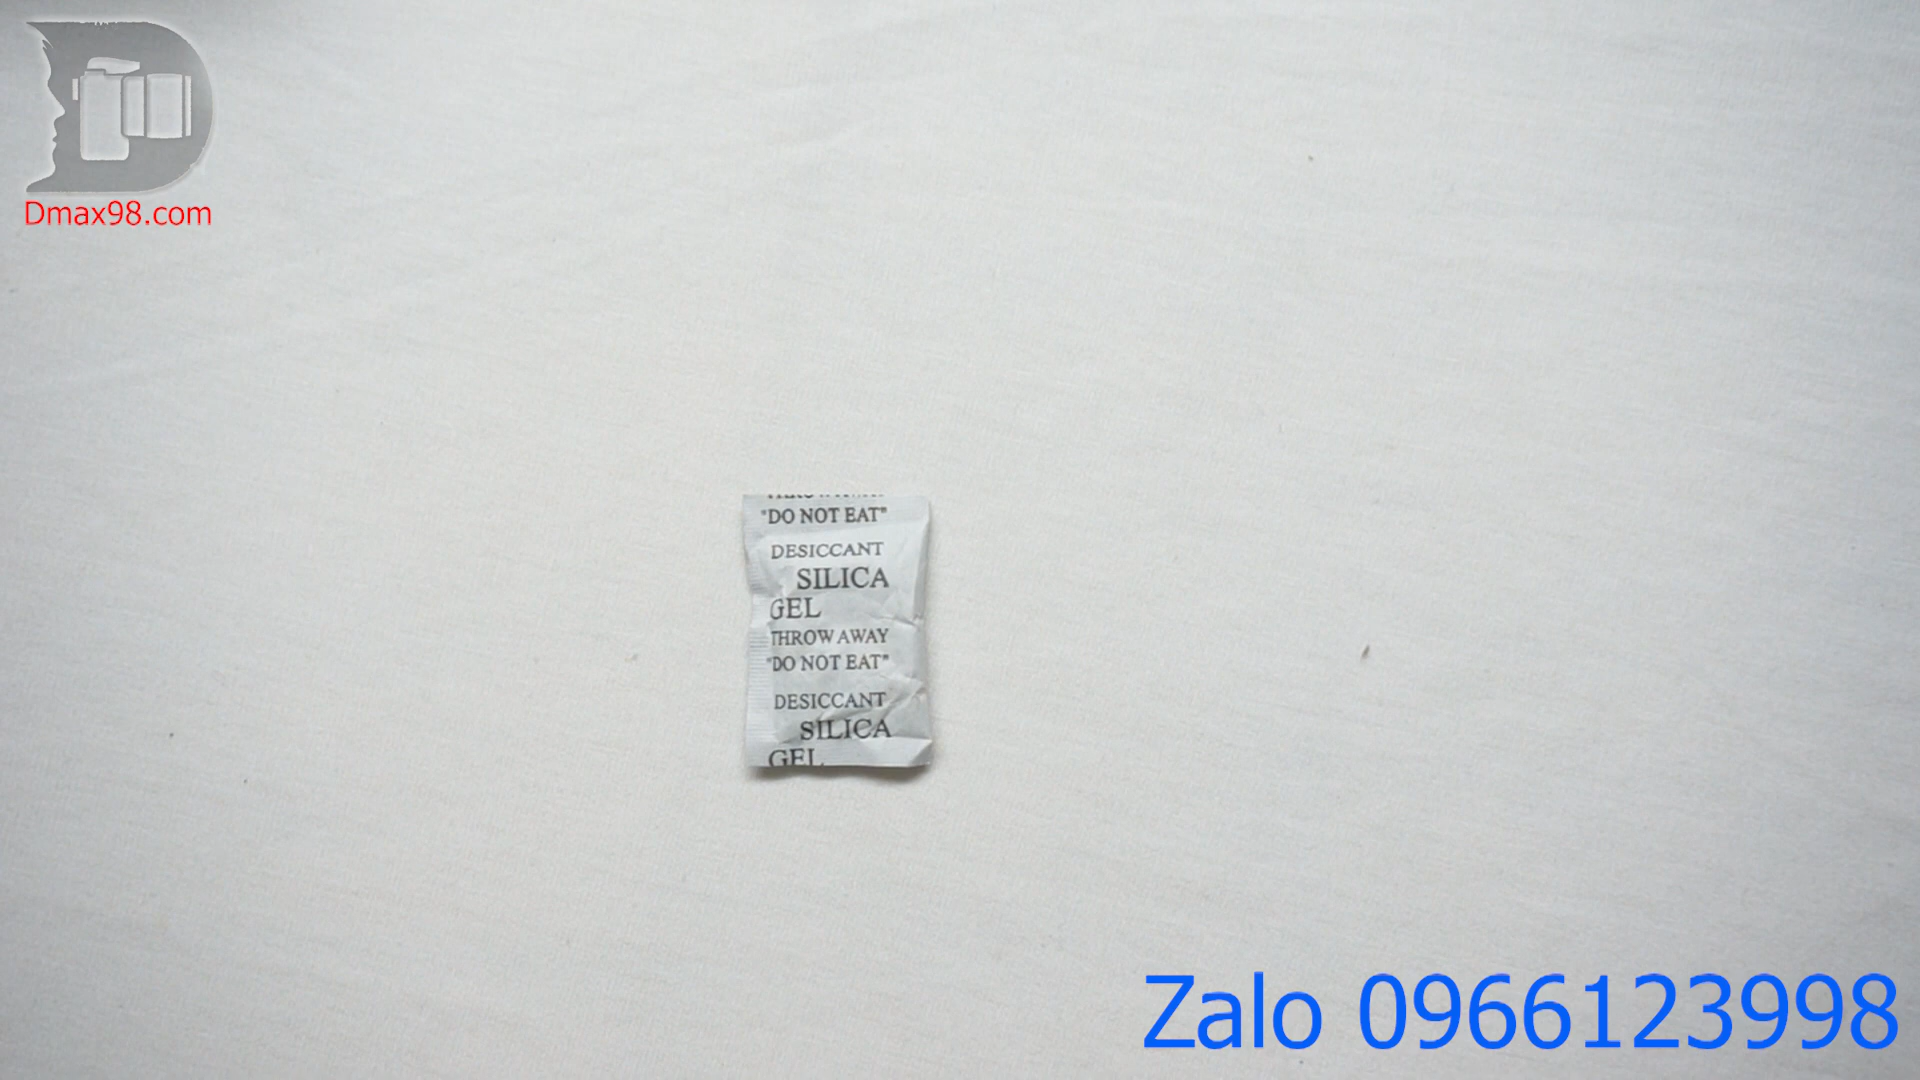 Dmax98.com
"DO NOT EAT"
DESICCANT
SILICA
GEL
THROW AWAY
"DO NOT EAT"
DESICCANT
SILICA
GEL
Zalo 0966123998